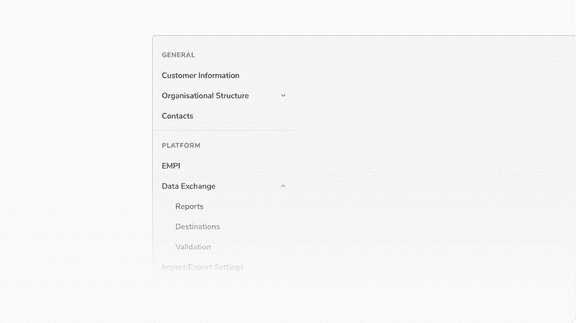 GENERAL
Customer Information
Organisational Structure
Contacts
PLATFORM
EMPI
Data Exchange
Reports
Destinations
Validation
Import/Export Settings